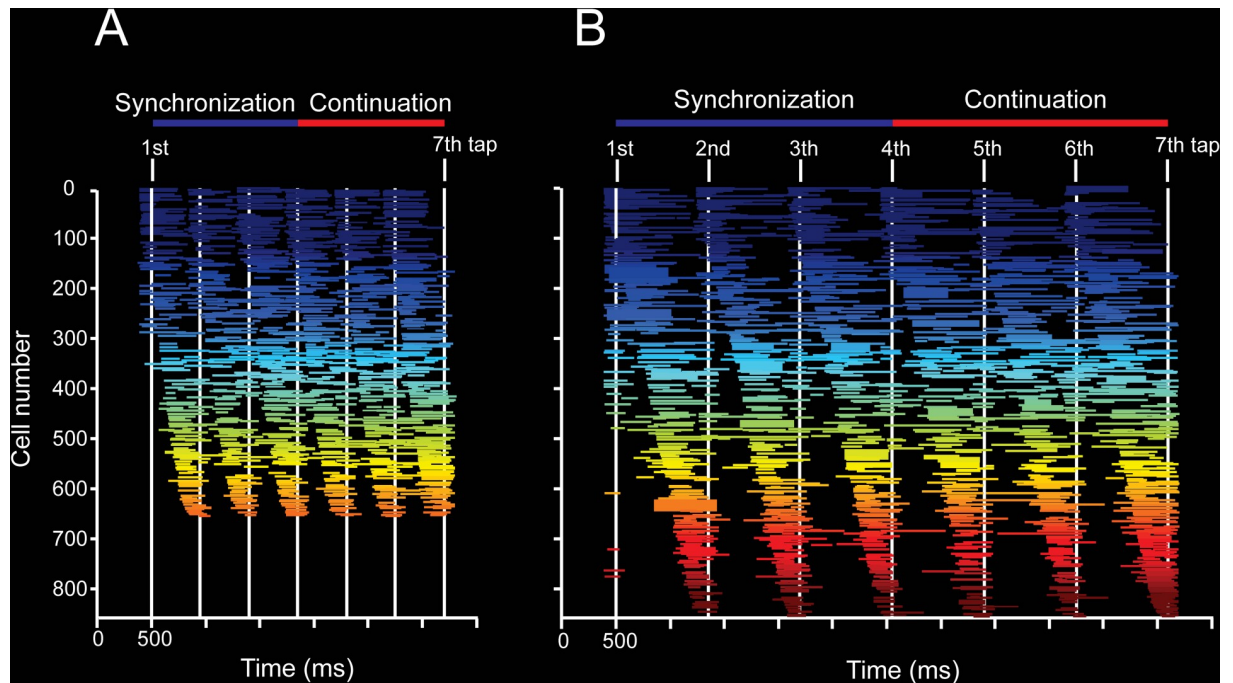 A
B
Synchronization Continuation
Synchronization Continuation
1st 7th tap
1st 2nd 3th 4th 5th 6th 7th tap
Cell number
0
100
200
300
400
500
600
700
800
0 500
0 500
Time (ms)
Time (ms)